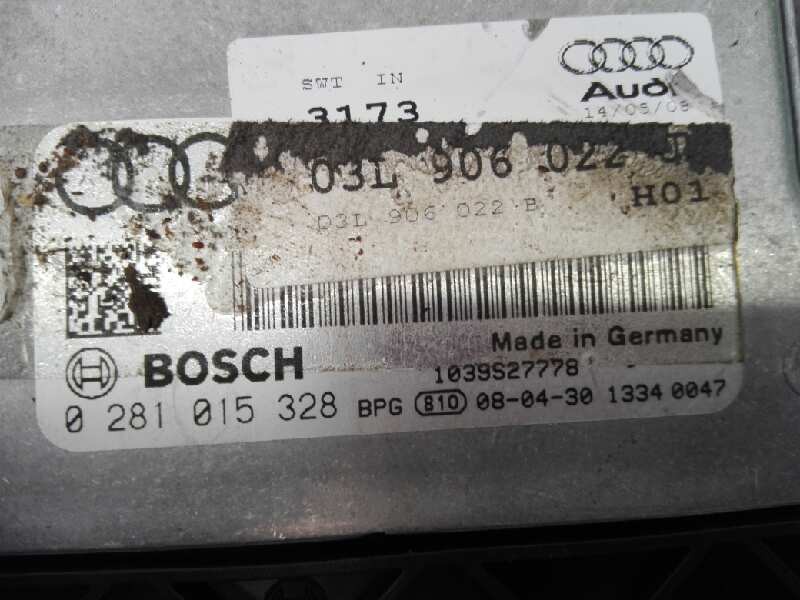 SWT IN
Audi
3173
14/05/08
03L 906 022
H01
03L 906 022 B
Made in Germany
BOSCH
1039S27778
0 281 015 328 BPG 810 08-04-30 1334 0047